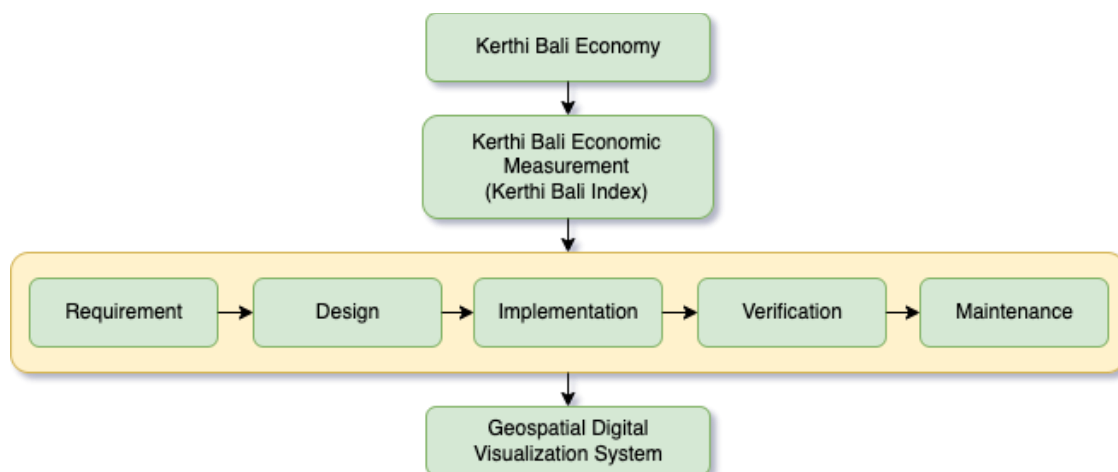 Kerthi Bali Economy
Kerthi Bali Economic
Measurement
(Kerthi Bali Index)
Requirement
Design
Implementation
Verification
Maintenance
Geospatial Digital
Visualization System